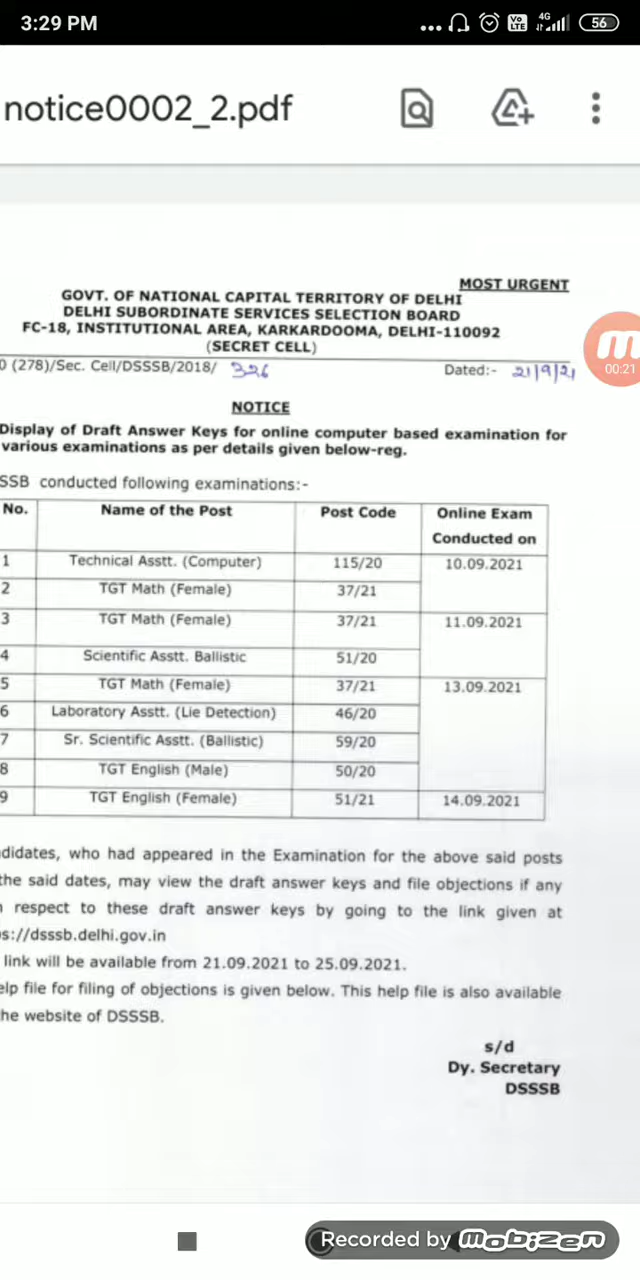 3:29 PM
Vo LTE 4G 56
notice0002_2.pdf
MOST URGENT
GOVT. OF NATIONAL CAPITAL TERRITORY OF DELHI
DELHI SUBORDINATE SERVICES SELECTION BOARD
FC-18, INSTITUTIONAL AREA, KARKARDOOMA, DELHI-110092
(SECRET CELL)
0 (278)/Sec. Cell/DSSSB/2018/ 326 Dated:- 21/9/21
00:21
NOTICE
Display of Draft Answer Keys for online computer based examination for
various examinations as per details given below-reg.
SSB conducted following examinations:-
No. Name of the Post Post Code Online Exam Conducted on
1 Technical Asstt. (Computer) 115/20 10.09.2021
2 TGT Math (Female) 37/21
3 TGT Math (Female) 37/21 11.09.2021
4 Scientific Asstt. Ballistic 51/20
5 TGT Math (Female) 37/21 13.09.2021
6 Laboratory Asstt. (Lie Detection) 46/20
7 Sr. Scientific Asstt. (Ballistic) 59/20
8 TGT English (Male) 50/20
9 TGT English (Female) 51/21 14.09.2021
didates, who had appeared in the Examination for the above said posts
the said dates, may view the draft answer keys and file objections if any
n respect to these draft answer keys by going to the link given at
s://dsssb.delhi.gov.in
link will be available from 21.09.2021 to 25.09.2021.
elp file for filing of objections is given below. This help file is also available
the website of DSSSB.
s/d
Dy. Secretary
DSSSB
Recorded by mobizen